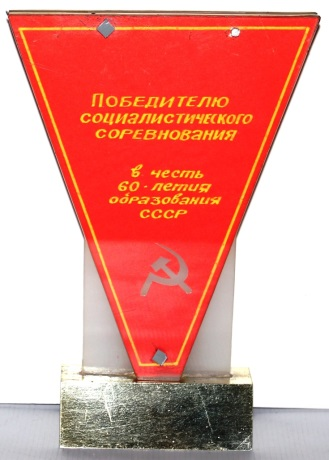 ПОБЕДИТЕЛЮ
СОЦИАЛИСТИЧЕСКОГО
СОРЕВНОВАНИЯ
в честь
60-летия
образования
СССР